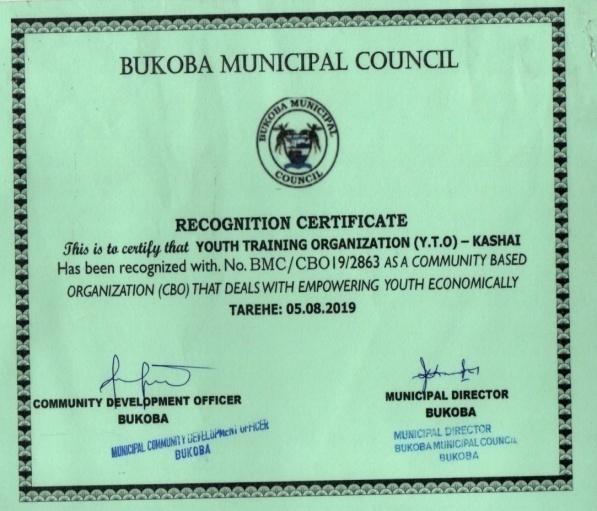 BUKOBA MUNICIPAL COUNCIL
BUKOBA MUNICIPAL
COUNCIL
RECOGNITION CERTIFICATE
This is to certify that YOUTH TRAINING ORGANIZATION (Y.T.O) – KASHAI
Has been recognized with. No. BMC/CBO19/2863 AS A COMMUNITY BASED
ORGANIZATION (CBO) THAT DEALS WITH EMPOWERING YOUTH ECONOMICALLY
TAREHE: 05.08.2019
COMMUNITY DEVELOPMENT OFFICER
BUKOBA
MUNICIPAL COMMUNITY DEVELOPMENT OFFICER
BUKOBA
MUNICIPAL DIRECTOR
BUKOBA
MUNICIPAL DIRECTOR
BUKOBA MUNICIPAL COUNCIL
BUKOBA